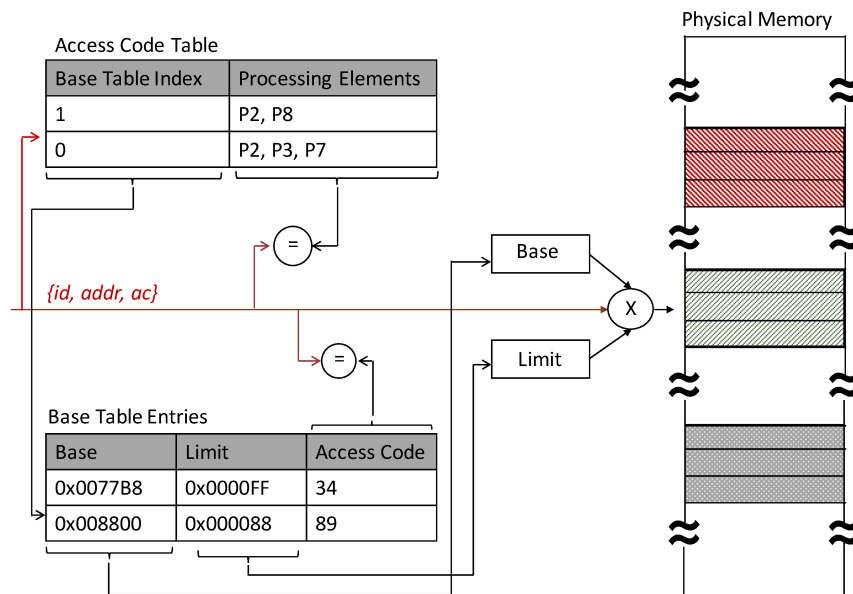 Physical Memory
Access Code Table
Base Table Index Processing Elements
1 P2, P8
0 P2, P3, P7
=
Base
{id, addr, ac}
X
=
Limit
Base Table Entries
Base Limit Access Code
0x0077B8 0x0000FF 34
0x008800 0x000088 89